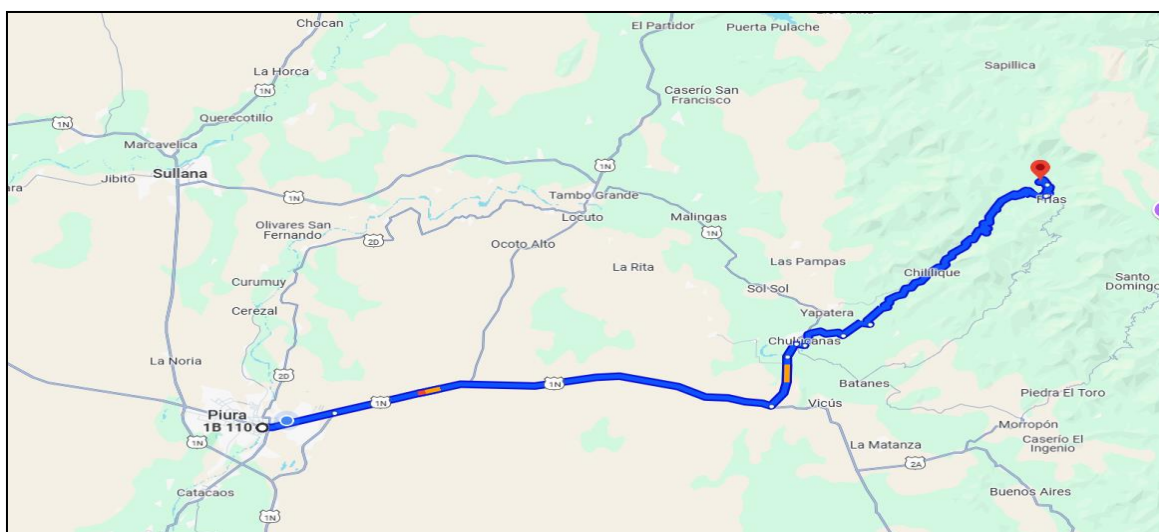 Chocan
El Partidor
Puerta Pulache
La Horca
Sapillica
1N
1N
Caserío San
Francisco
Querecotillo
1N
Marcavelica
Sullana
Jibito
1N
1N
Tambo Grande
Frias
Locuto
Malingas
Olivares San
Fernando
2D
Ocoto Alto
1N
Las Pampas
La Rita
Chililique
Santo
Domingo
Curumuy
Sol Sol
Cerezal
Yapatera
Chulucanas
La Noria
2D
1N
Batanes
Piedra El Toro
1N
Vicús
Piura
1B 110
Morropón
1N
La Matanza
Caserío El
Ingenio
2A
Catacaos
Buenos Aires
1N